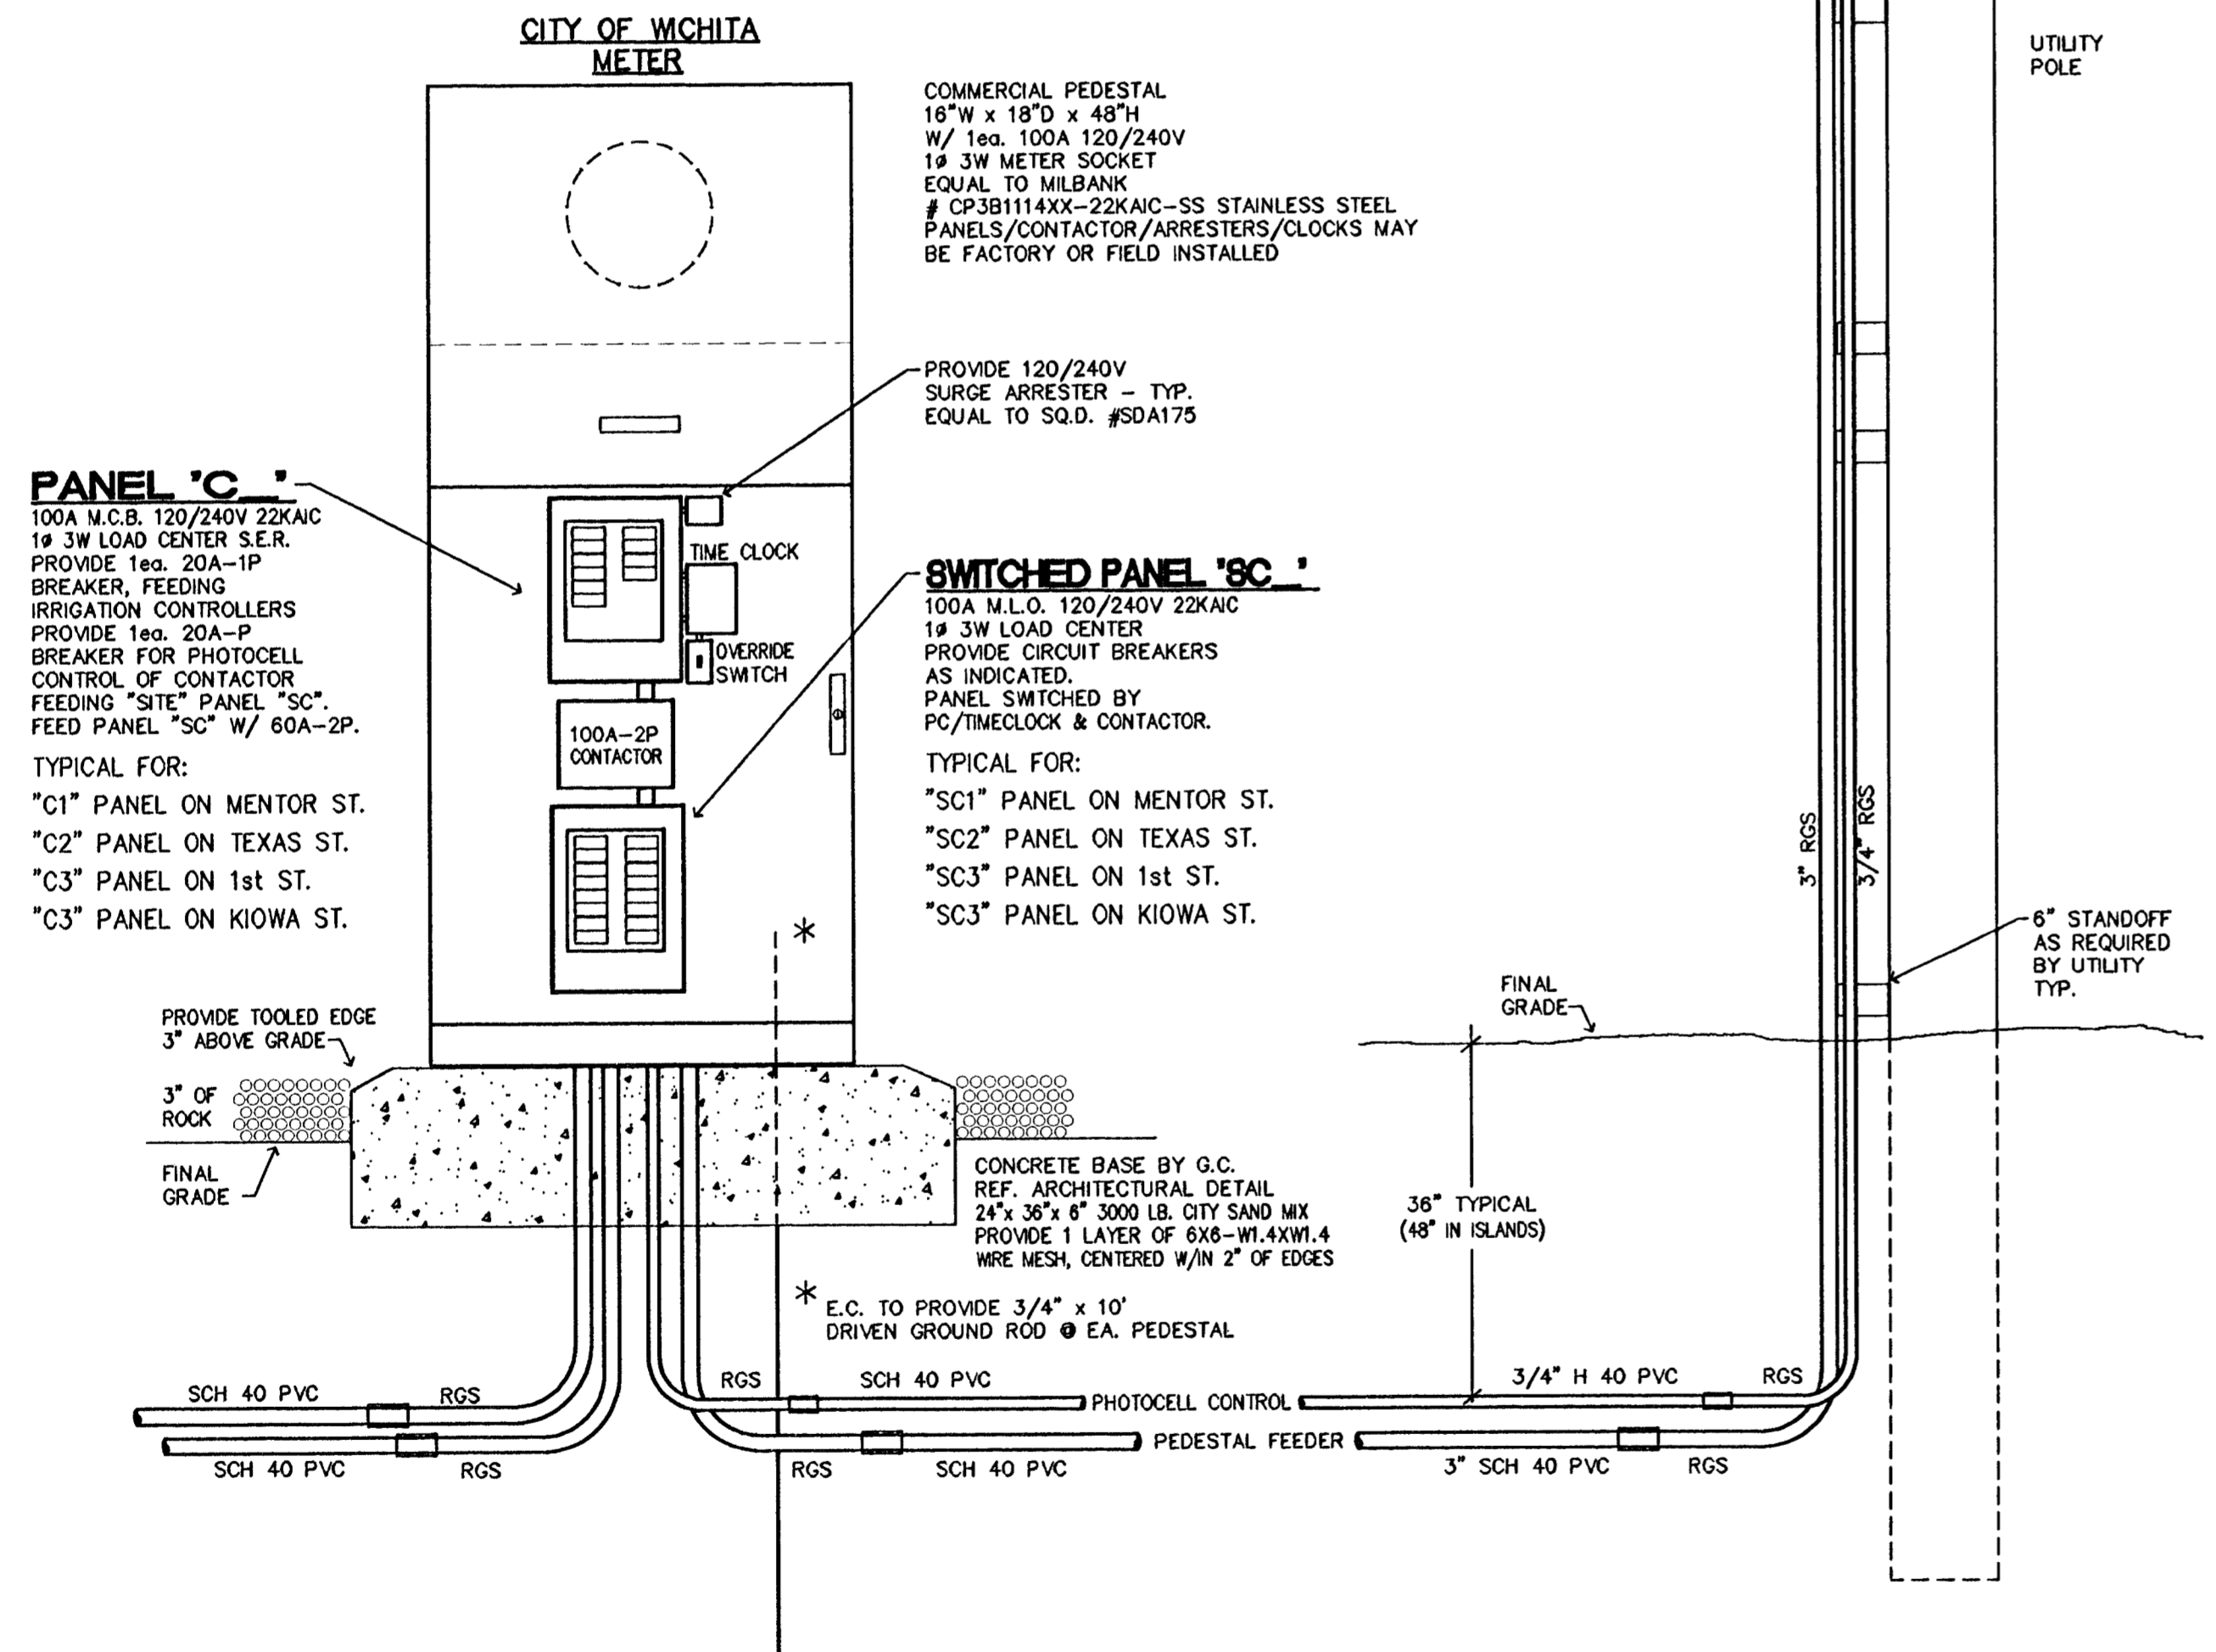 CITY OF WICHITA
METER
UTILITY
POLE
COMMERCIAL PEDESTAL
16"W x 18"D x 48"H
W/ 1ea. 100A 120/240V
1ø 3W METER SOCKET
EQUAL TO MILBANK
# CP3B1114XX-22KAIC-SS STAINLESS STEEL
PANELS/CONTACTOR/ARRESTERS/CLOCKS MAY
BE FACTORY OR FIELD INSTALLED
PROVIDE 120/240V
SURGE ARRESTER - TYP.
EQUAL TO SQ.D. #SDA175
PANEL 'C_'
100A M.C.B. 120/240V 22KAIC
1ø 3W LOAD CENTER S.E.R.
PROVIDE 1ea. 20A-1P
BREAKER, FEEDING
IRRIGATION CONTROLLERS
PROVIDE 1ea. 20A-P
BREAKER FOR PHOTOCELL
CONTROL OF CONTACTOR
FEEDING "SITE" PANEL "SC".
FEED PANEL "SC" W/ 60A-2P.
TYPICAL FOR:
"C1" PANEL ON MENTOR ST.
"C2" PANEL ON TEXAS ST.
"C3" PANEL ON 1st ST.
"C3" PANEL ON KIOWA ST.
TIME CLOCK
OVERRIDE
SWITCH
100A-2P
CONTACTOR
SWITCHED PANEL 'SC_'
100A M.L.O. 120/240V 22KAIC
1ø 3W LOAD CENTER
PROVIDE CIRCUIT BREAKERS
AS INDICATED.
PANEL SWITCHED BY
PC/TIMECLOCK & CONTACTOR.
TYPICAL FOR:
"SC1" PANEL ON MENTOR ST.
"SC2" PANEL ON TEXAS ST.
"SC3" PANEL ON 1st ST.
"SC3" PANEL ON KIOWA ST.
*
3" RGS
3/4" RGS
6" STANDOFF
AS REQUIRED
BY UTILITY
TYP.
FINAL
GRADE
PROVIDE TOOLED EDGE
3" ABOVE GRADE
3" OF
ROCK
FINAL
GRADE
CONCRETE BASE BY G.C.
REF. ARCHITECTURAL DETAIL
24"x 36"x 6" 3000 LB. CITY SAND MIX
PROVIDE 1 LAYER OF 6X6-W1.4XW1.4
WIRE MESH, CENTERED W/IN 2" OF EDGES
36" TYPICAL
(48" IN ISLANDS)
* E.C. TO PROVIDE 3/4" x 10'
DRIVEN GROUND ROD @ EA. PEDESTAL
SCH 40 PVC RGS RGS SCH 40 PVC PHOTOCELL CONTROL 3/4" H 40 PVC RGS
PEDESTAL FEEDER
SCH 40 PVC RGS RGS SCH 40 PVC 3" SCH 40 PVC RGS